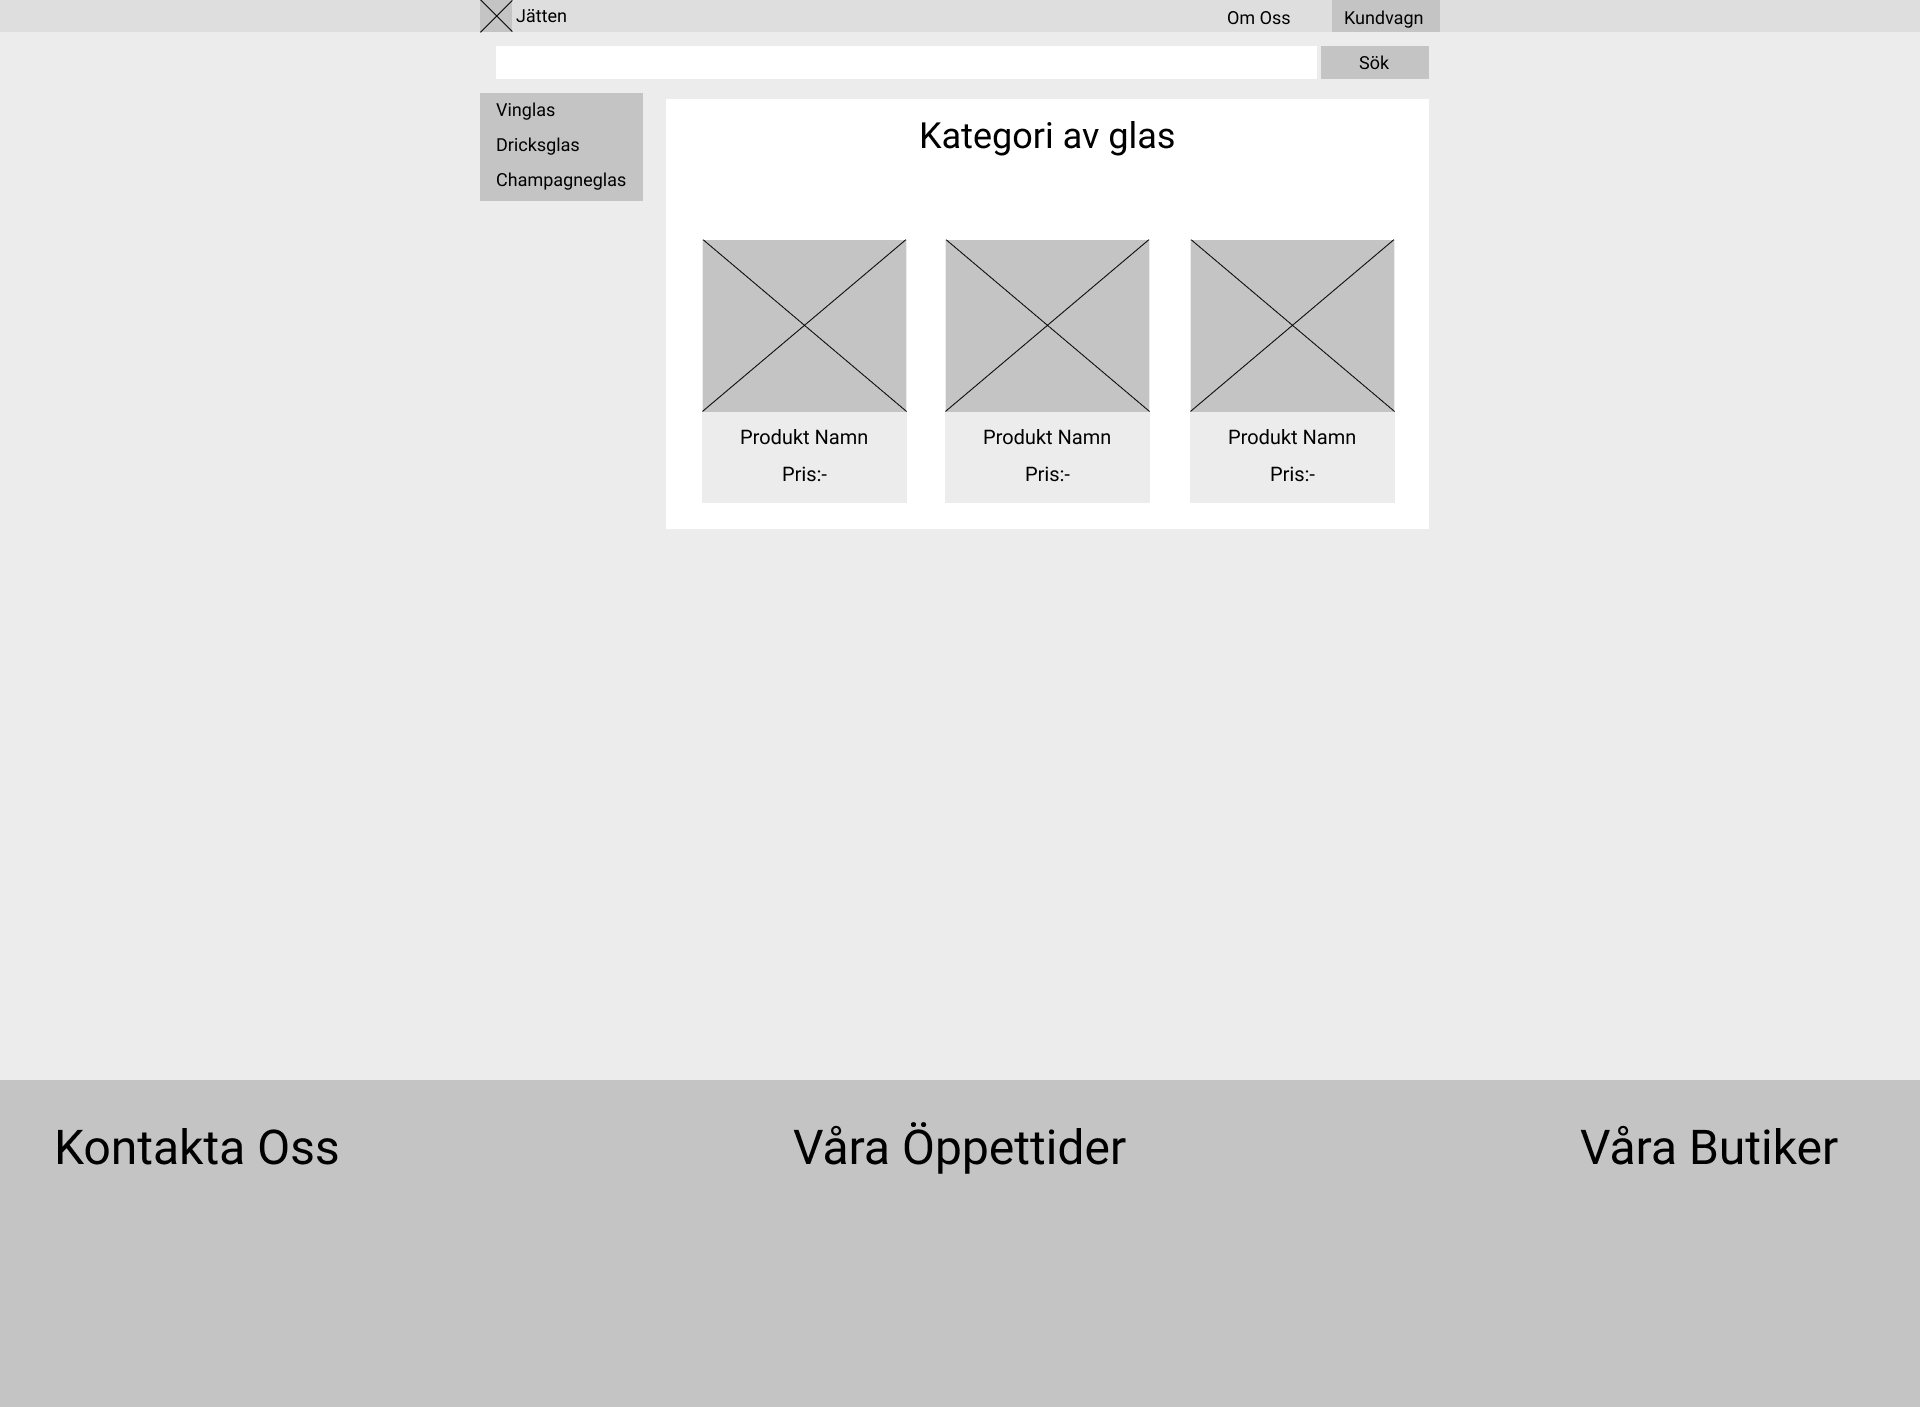 Jätten
Om Oss
Kundvagn
Sök
Vinglas
Dricksglas
Champagneglas
Kategori av glas
Produkt Namn
Pris:-
Produkt Namn
Pris:-
Produkt Namn
Pris:-
Kontakta Oss
Våra Öppettider
Våra Butiker